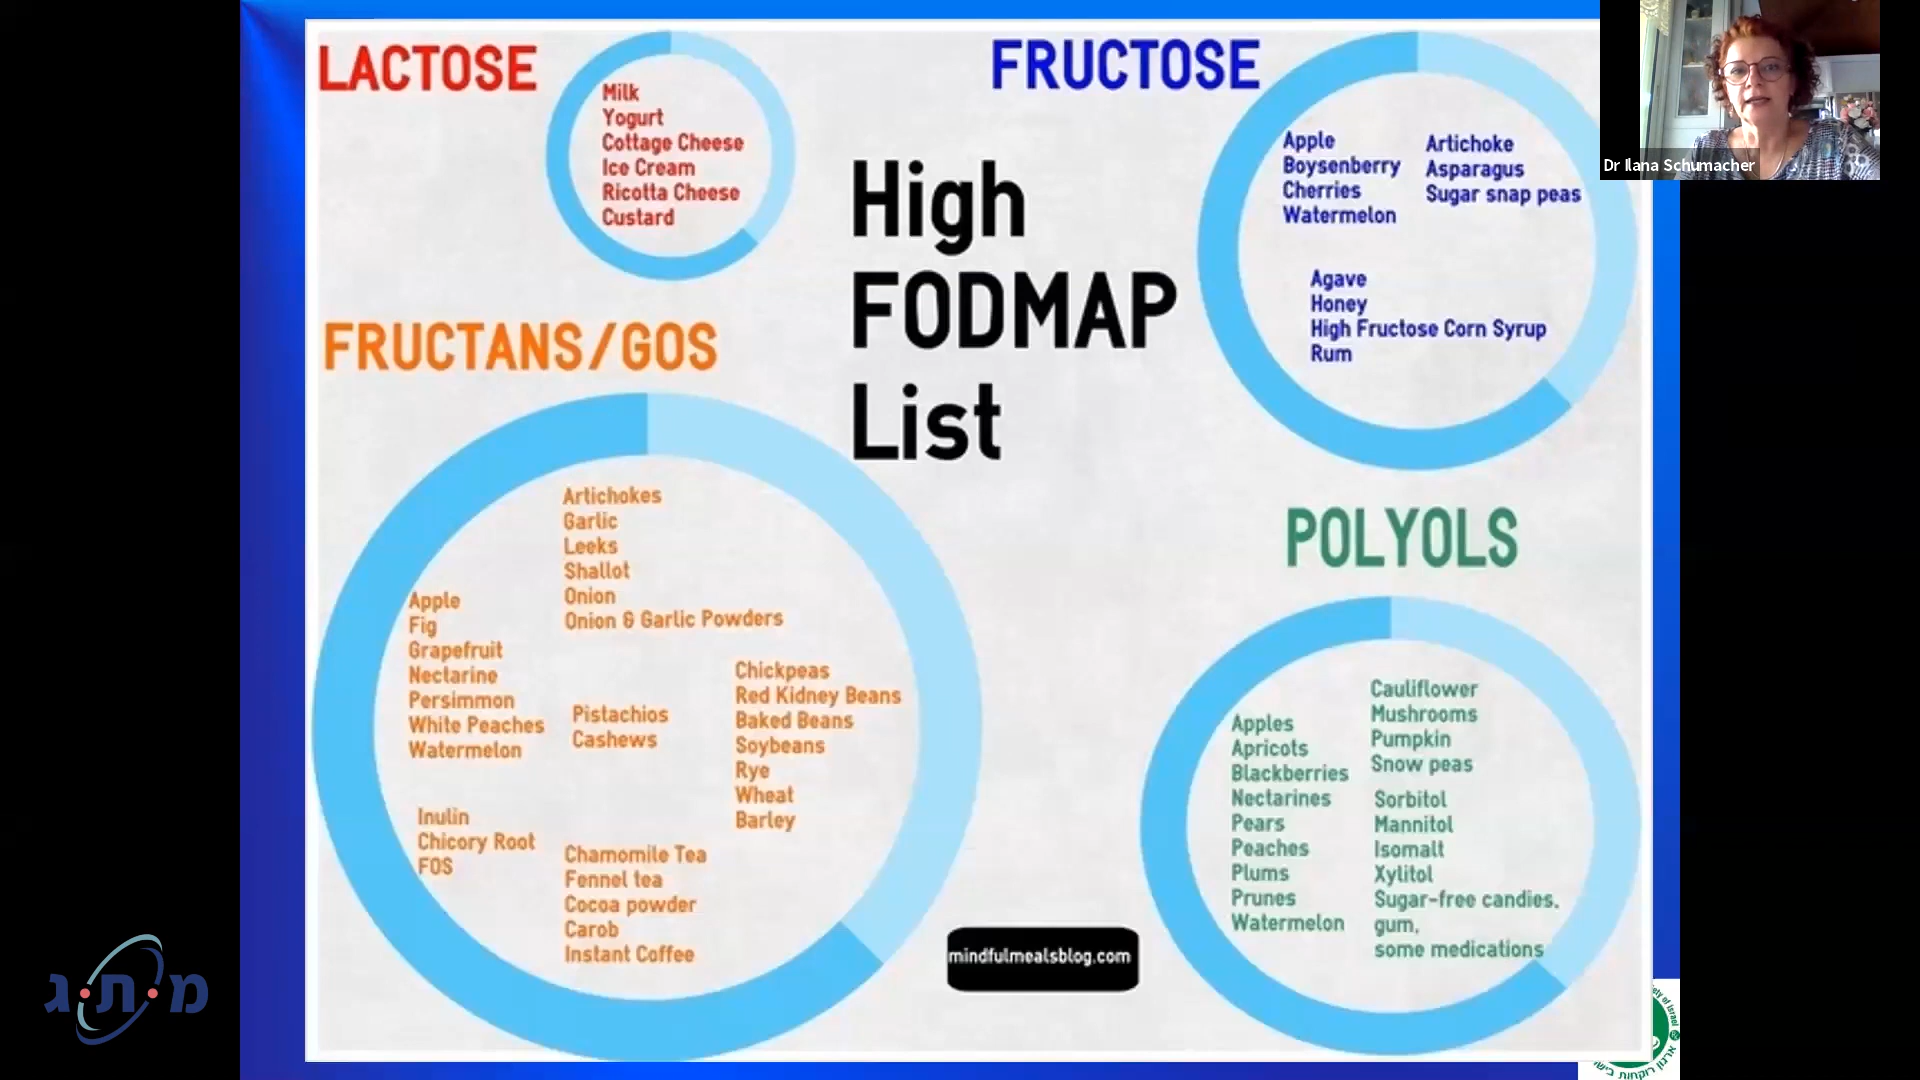 LACTOSE
Milk
Yogurt
Cottage Cheese
Ice Cream
Ricotta Cheese
Custard
FRUCTOSE
Apple
Boysenberry
Cherries
Watermelon
Artichoke
Asparagus
Sugar snap peas
Agave
Honey
High Fructose Corn Syrup
Rum
Dr Ilana Schumacher
High
FODMAP
List
FRUCTANS/GOS
Artichokes
Garlic
Leeks
Shallot
Onion
Onion & Garlic Powders
Apple
Fig
Grapefruit
Nectarine
Persimmon
White Peaches
Watermelon
Pistachios
Cashews
Chickpeas
Red Kidney Beans
Baked Beans
Soybeans
Rye
Wheat
Barley
Inulin
Chicory Root
FOS
Chamomile Tea
Fennel tea
Cocoa powder
Carob
Instant Coffee
POLYOLS
Apples
Apricots
Blackberries
Nectarines
Pears
Peaches
Plums
Prunes
Watermelon
Cauliflower
Mushrooms
Pumpkin
Snow peas
Sorbitol
Mannitol
Isomalt
Xylitol
Sugar-free candies,
gum,
some medications
mindfulmealsblog.com
מ·ת·ג
of Israel
ארגון רוקחות